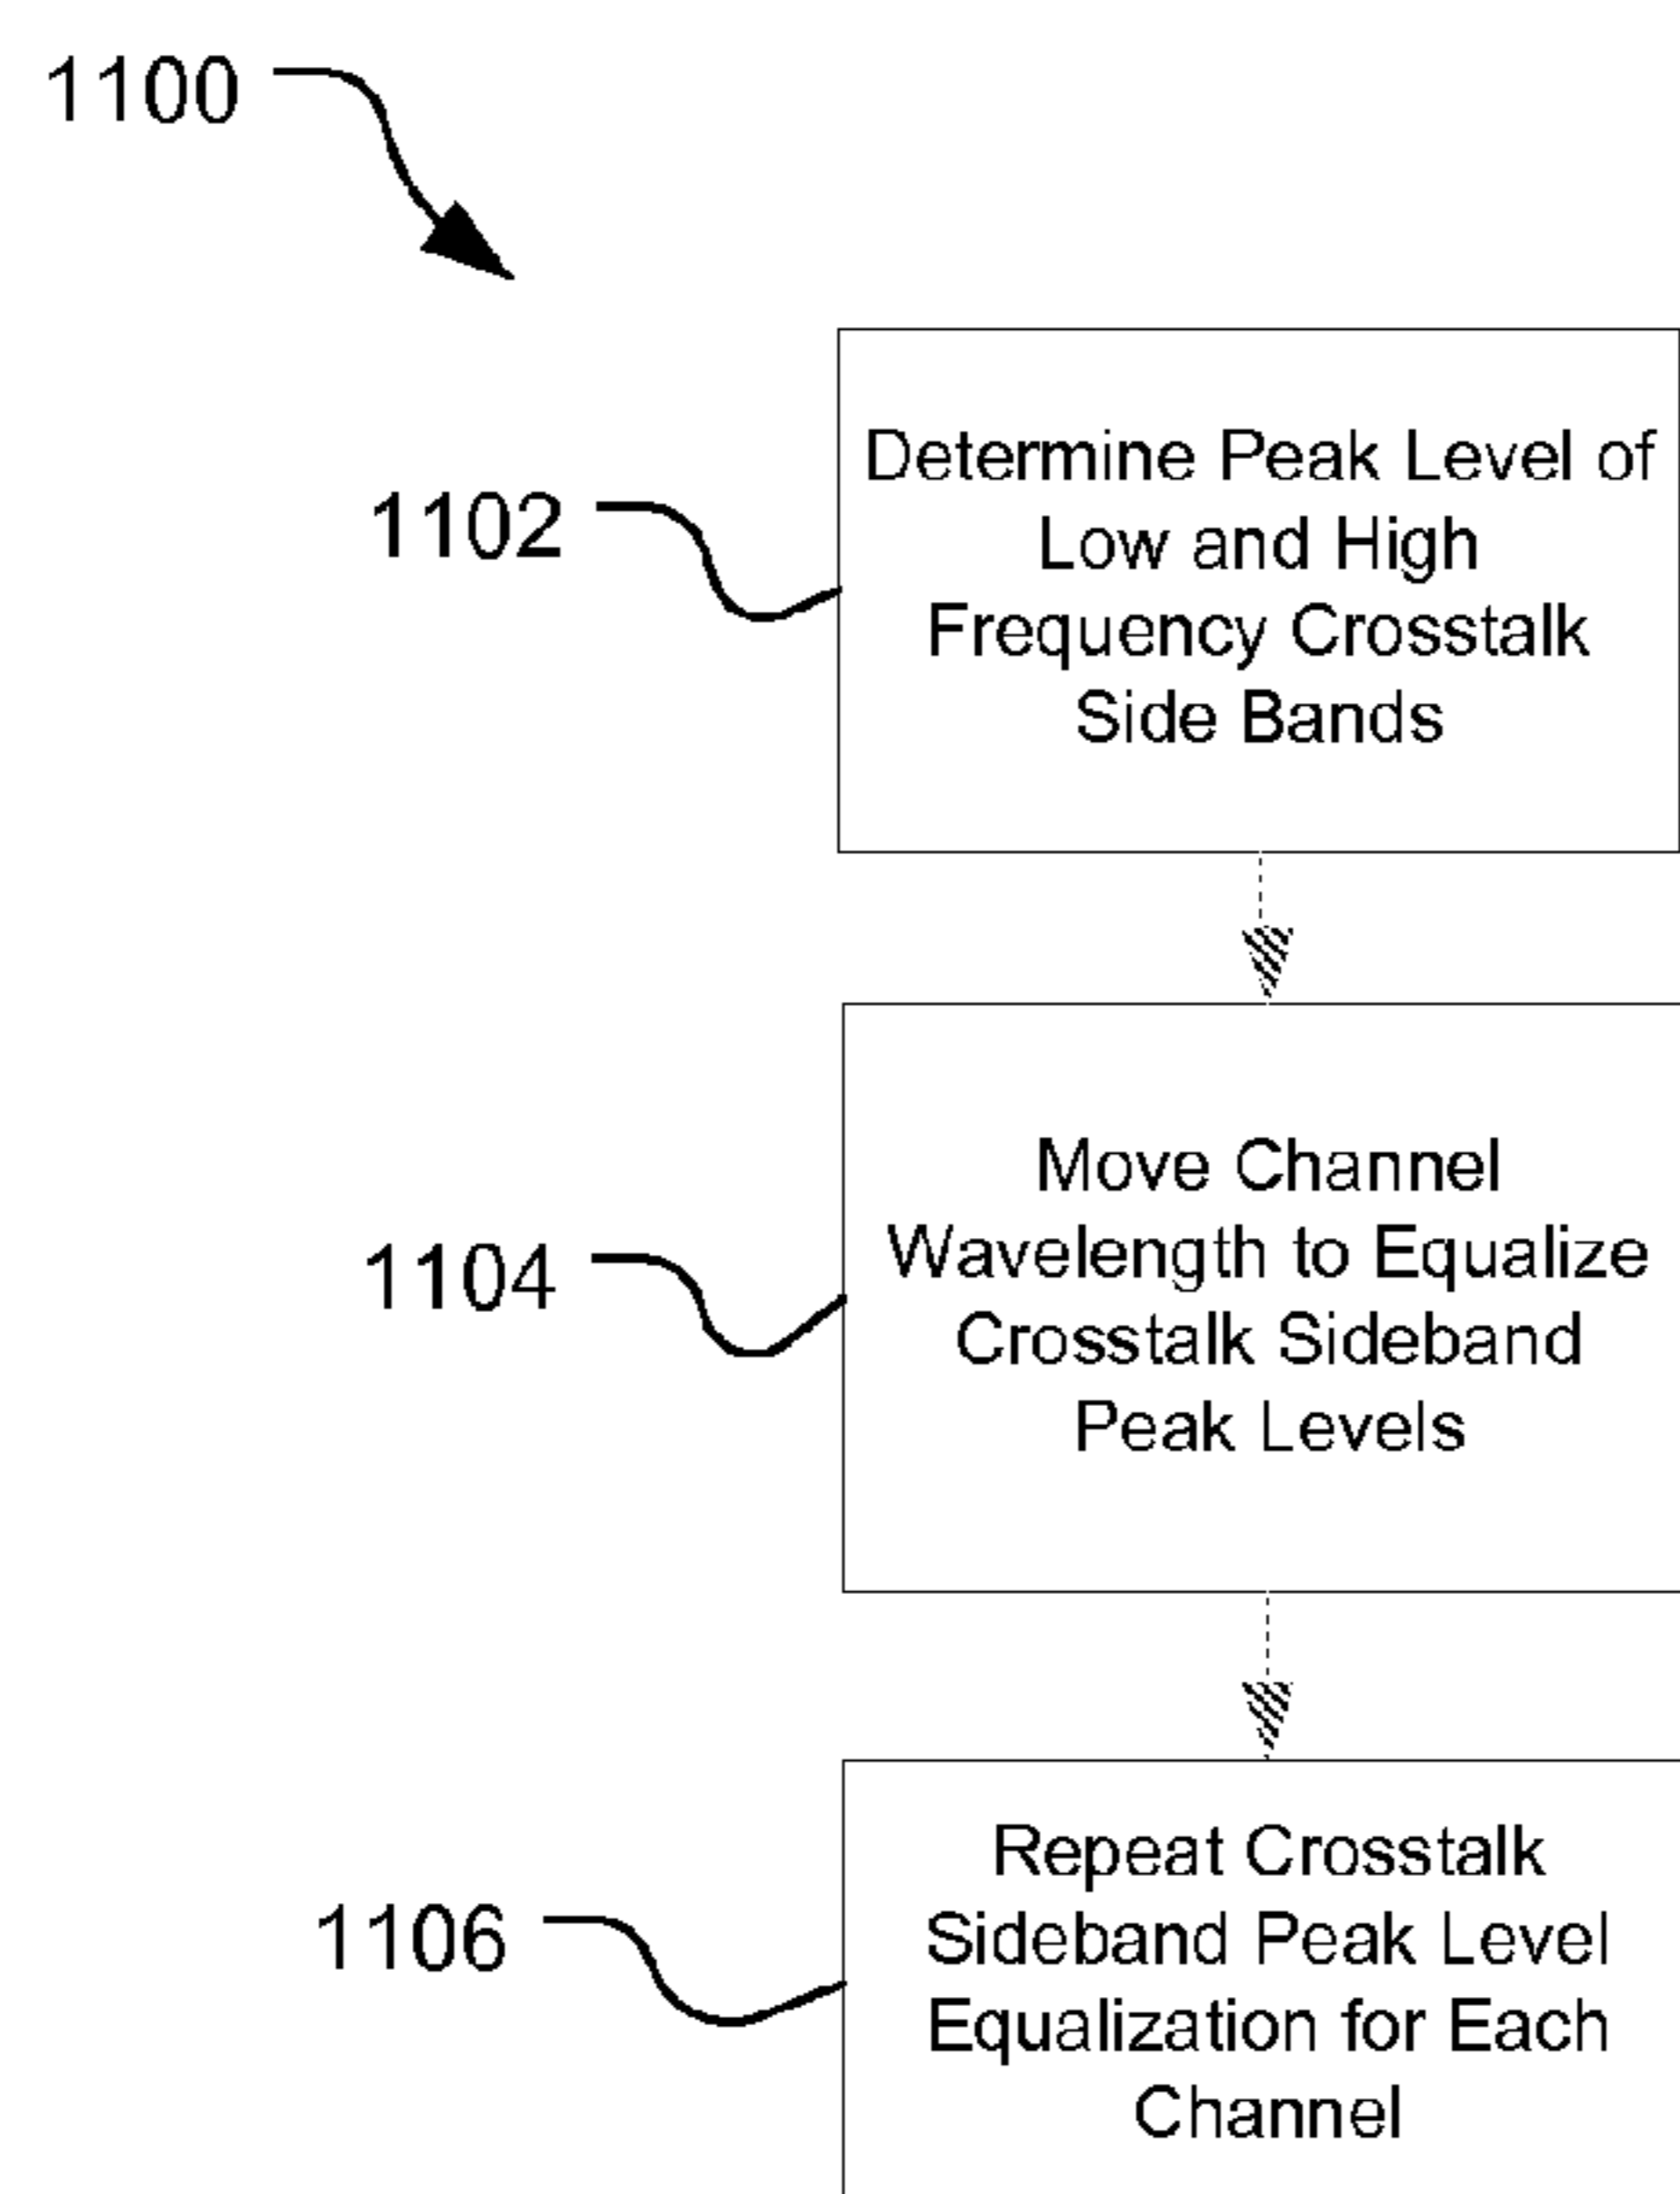 1100
1102
Determine Peak Level of
Low and High
Frequency Crosstalk
Side Bands
1104
Move Channel
Wavelength to Equalize
Crosstalk Sideband
Peak Levels
1106
Repeat Crosstalk
Sideband Peak Level
Equalization for Each
Channel